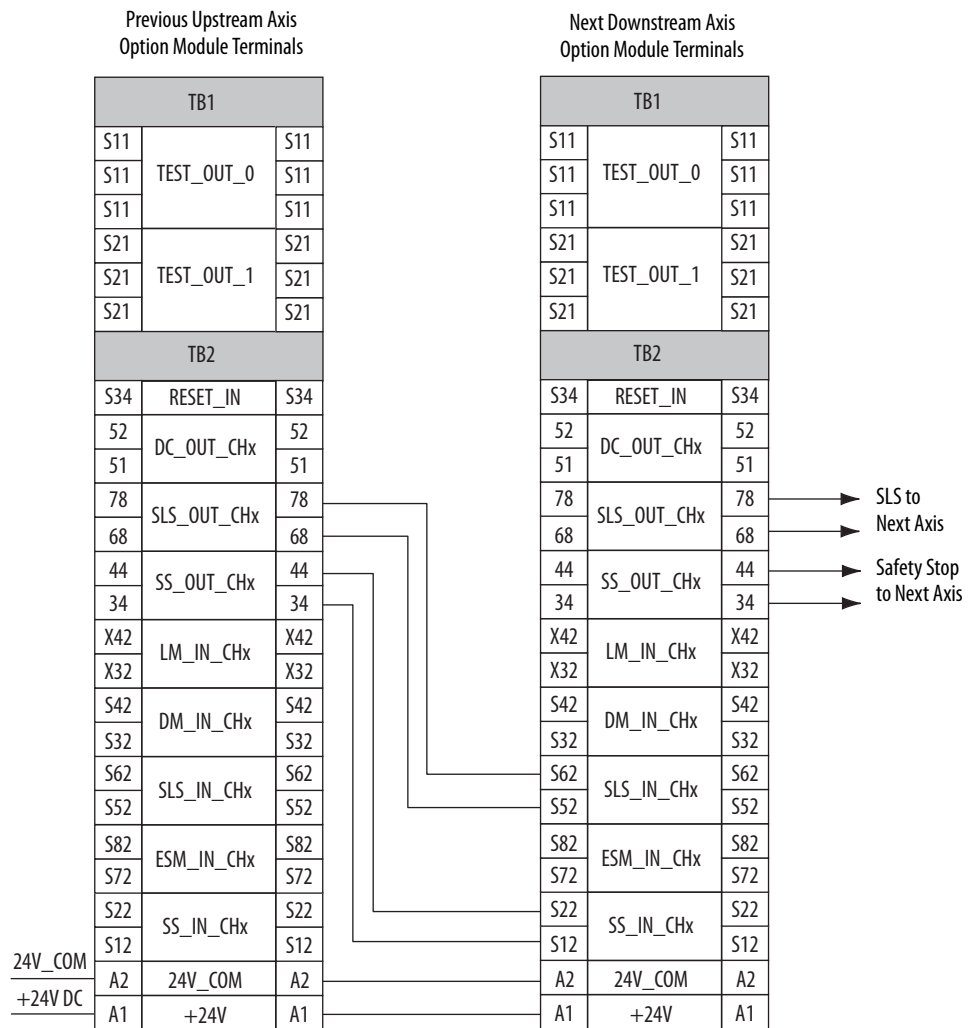 Previous Upstream Axis
Option Module Terminals
TB1
S11 S11
S11 TEST_OUT_0 S11
S11 S11
S21 S21
S21 TEST_OUT_1 S21
S21 S21
TB2
S34 RESET_IN S34
52 52
DC_OUT_CHx
51 51
78 78
SLS_OUT_CHx
68 68
44 44
SS_OUT_CHx
34 34
X42 X42
LM_IN_CHx
X32 X32
S42 S42
DM_IN_CHx
S32 S32
S62 S62
SLS_IN_CHx
S52 S52
S82 S82
ESM_IN_CHx
S72 S72
S22 S22
SS_IN_CHx
S12 S12
24V_COM
A2 24V_COM A2
+24V DC
A1 +24V A1
Next Downstream Axis
Option Module Terminals
TB1
S11 S11
S11 TEST_OUT_0 S11
S11 S11
S21 S21
S21 TEST_OUT_1 S21
S21 S21
TB2
S34 RESET_IN S34
52 52
DC_OUT_CHx
51 51
78 78
SLS_OUT_CHx
68 68
44 44
SS_OUT_CHx
34 34
X42 X42
LM_IN_CHx
X32 X32
S42 S42
DM_IN_CHx
S32 S32
S62 S62
SLS_IN_CHx
S52 S52
S82 S82
ESM_IN_CHx
S72 S72
S22 S22
SS_IN_CHx
S12 S12
A2 24V_COM A2
A1 +24V A1
SLS to
Next Axis
Safety Stop
to Next Axis